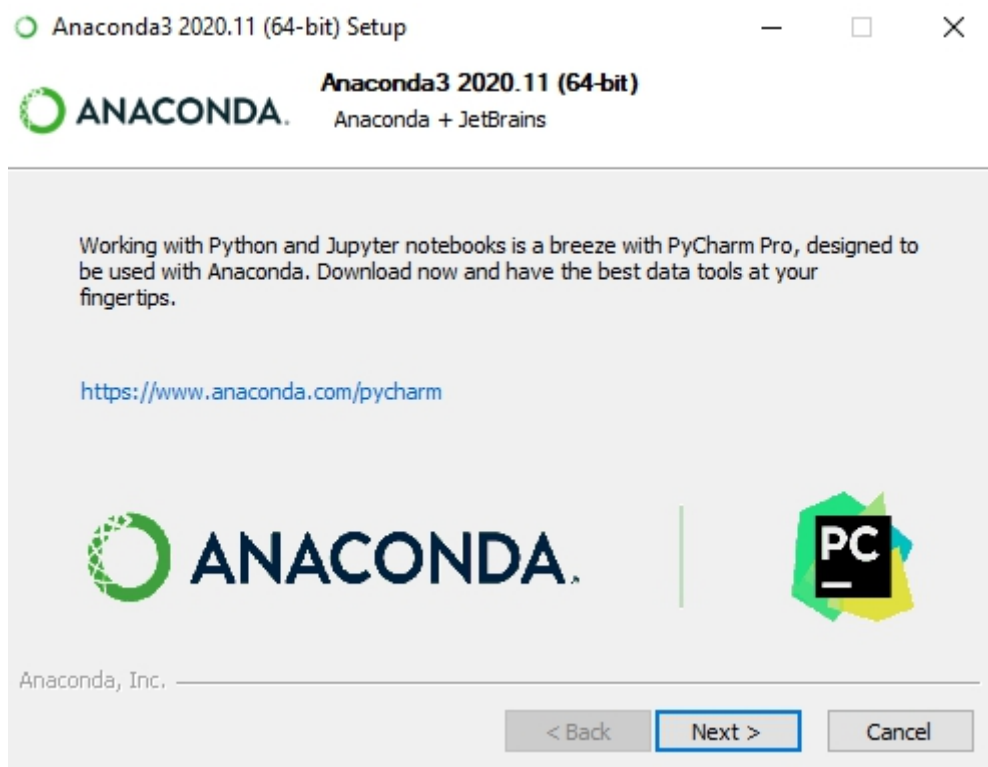 Anaconda3 2020.11 (64-bit) Setup
ANACONDA.
Anaconda3 2020.11 (64-bit)
Anaconda + JetBrains
Working with Python and Jupyter notebooks is a breeze with PyCharm Pro, designed to
be used with Anaconda. Download now and have the best data tools at your
fingertips.
https://www.anaconda.com/pycharm
ANACONDA.
PC
Anaconda, Inc.
< Back
Next >
Cancel